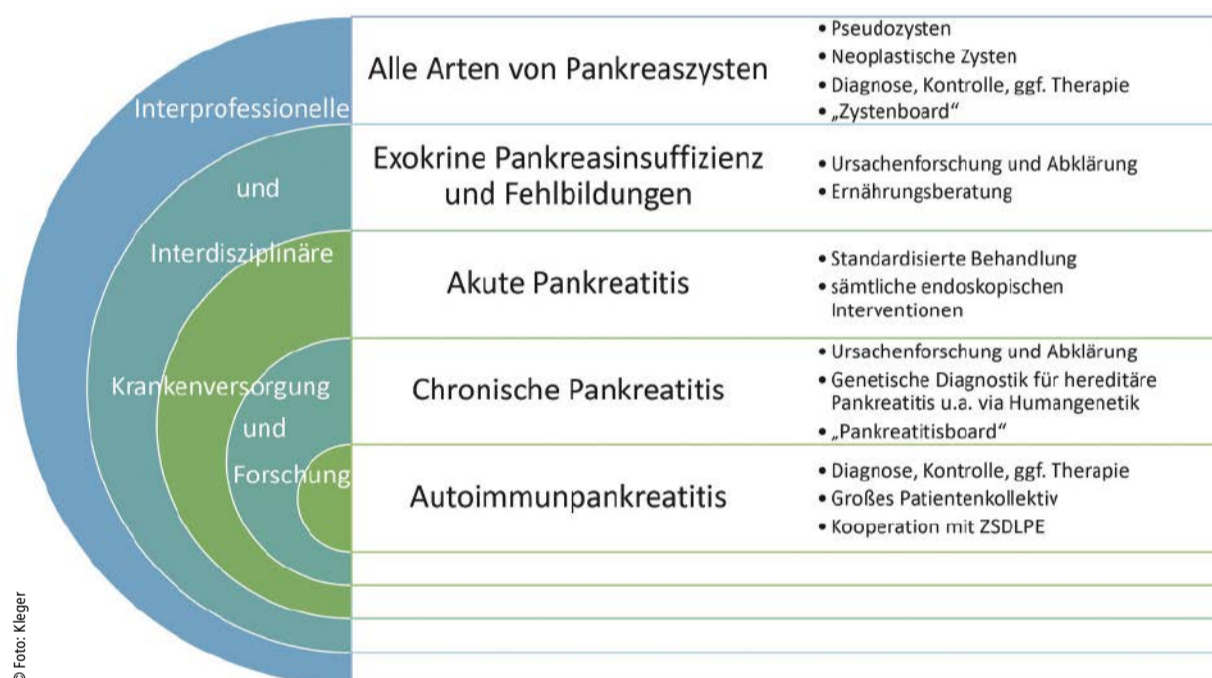 Interprofessionelle
und
Interdisziplinäre
Krankenversorgung
und
Forschung
Alle Arten von Pankreaszysten
• Pseudozysten
• Neoplastische Zysten
• Diagnose, Kontrolle, ggf. Therapie
• „Zystenboard“
Exokrine Pankreasinsuffizienz
und Fehlbildungen
• Ursachenforschung und Abklärung
• Ernährungsberatung
Akute Pankreatitis
• Standardisierte Behandlung
• sämtliche endoskopischen
Interventionen
Chronische Pankreatitis
• Ursachenforschung und Abklärung
• Genetische Diagnostik für hereditäre
Pankreatitis u.a. via Humangenetik
• „Pankreatitisboard“
Autoimmunpankreatitis
• Diagnose, Kontrolle, ggf. Therapie
• Großes Patientenkollektiv
• Kooperation mit ZSDLPE
© Foto: Kleger